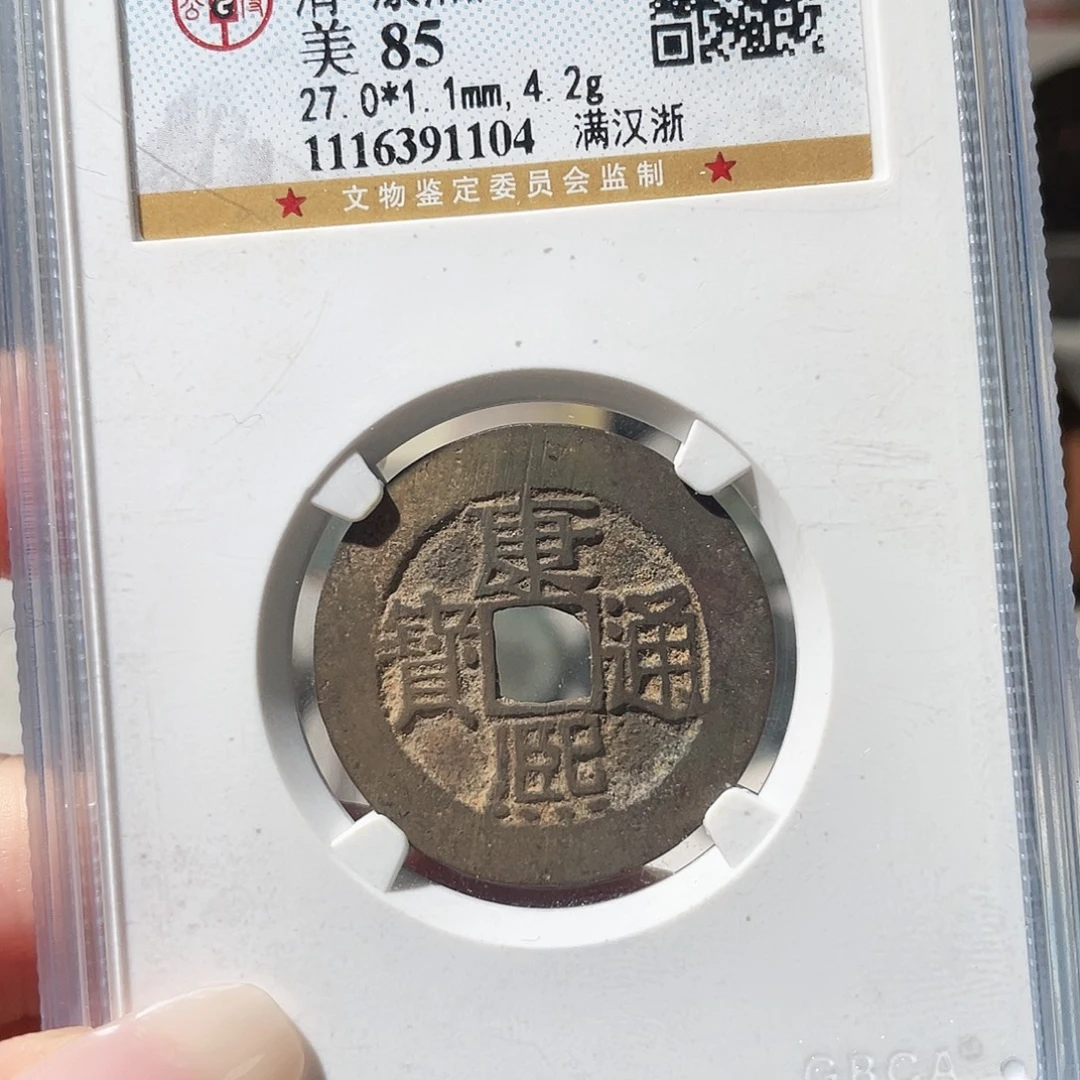 美 85
27.0*1.1mm,4.2g
1116391104 满汉浙
文物鉴定委员会监制
康熙通寳
GBCA